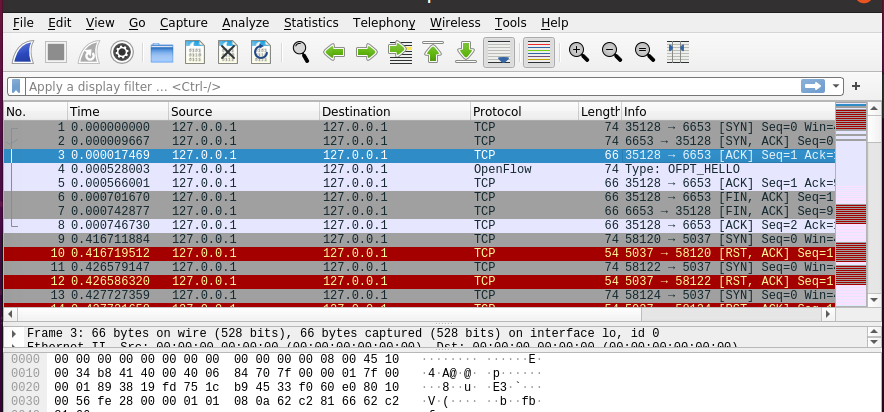 File Edit View Go Capture Analyze Statistics Telephony Wireless Tools Help
Apply a display filter … <Ctrl-/>
No. Time Source Destination Protocol Length Info
1 0.000000000 127.0.0.1 127.0.0.1 TCP 74 35128 → 6653 [SYN] Seq=0 Win=
2 0.000009667 127.0.0.1 127.0.0.1 TCP 74 6653 → 35128 [SYN, ACK] Seq=0
3 0.000017469 127.0.0.1 127.0.0.1 TCP 66 35128 → 6653 [ACK] Seq=1 Ack=
4 0.000528003 127.0.0.1 127.0.0.1 OpenFlow 74 Type: OFPT_HELLO
5 0.000566001 127.0.0.1 127.0.0.1 TCP 66 35128 → 6653 [ACK] Seq=1 Ack=
6 0.000701670 127.0.0.1 127.0.0.1 TCP 66 35128 → 6653 [FIN, ACK] Seq=1
7 0.000742877 127.0.0.1 127.0.0.1 TCP 66 6653 → 35128 [FIN, ACK] Seq=9
8 0.000746730 127.0.0.1 127.0.0.1 TCP 66 35128 → 6653 [ACK] Seq=2 Ack=
9 0.416711884 127.0.0.1 127.0.0.1 TCP 74 58120 → 5037 [SYN] Seq=0 Win=
10 0.416719512 127.0.0.1 127.0.0.1 TCP 54 5037 → 58120 [RST, ACK] Seq=1
11 0.426579147 127.0.0.1 127.0.0.1 TCP 74 58122 → 5037 [SYN] Seq=0 Win=
12 0.426586320 127.0.0.1 127.0.0.1 TCP 54 5037 → 58122 [RST, ACK] Seq=1
13 0.427727359 127.0.0.1 127.0.0.1 TCP 74 58124 → 5037 [SYN] Seq=0 Win=
Frame 3: 66 bytes on wire (528 bits), 66 bytes captured (528 bits) on interface lo, id 0
Ethernet II, Src: 00:00:00_00:00:00 (00:00:00:00:00:00), Dst: 00:00:00_00:00:00 (00:00:00:00:00:00)
0000 00 00 00 00 00 00 00 00 00 00 00 00 08 00 45 10 ········ ······E·
0010 00 34 b8 41 40 00 40 06 84 70 7f 00 00 01 7f 00 ·4·A@·@· ·p······
0020 00 01 89 38 19 fd 75 1c b9 45 33 f0 60 e0 80 10 ···8··u· ·E3·`···
0030 00 56 fe 28 00 00 01 01 08 0a 62 c2 81 66 62 c2 ·V·(···· ··b··fb·